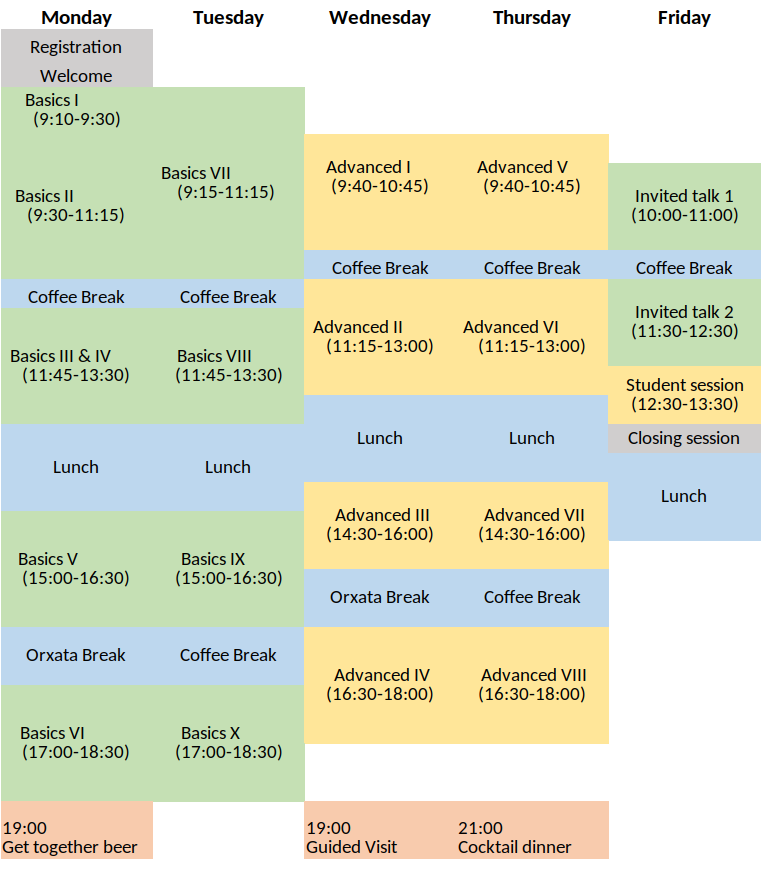 Monday
Tuesday
Wednesday
Thursday
Friday
Registration
Welcome
Basics I
(9:10-9:30)
Basics II
(9:30-11:15)
Coffee Break
Basics III & IV
(11:45-13:30)
Lunch
Basics V
(15:00-16:30)
Orxata Break
Basics VI
(17:00-18:30)
19:00
Get together beer
Basics VII
(9:15-11:15)
Coffee Break
Basics VIII
(11:45-13:30)
Lunch
Basics IX
(15:00-16:30)
Coffee Break
Basics X
(17:00-18:30)
Advanced I
(9:40-10:45)
Coffee Break
Advanced II
(11:15-13:00)
Lunch
Advanced III
(14:30-16:00)
Orxata Break
Advanced IV
(16:30-18:00)
19:00
Guided Visit
Advanced V
(9:40-10:45)
Coffee Break
Advanced VI
(11:15-13:00)
Lunch
Advanced VII
(14:30-16:00)
Coffee Break
Advanced VIII
(16:30-18:00)
21:00
Cocktail dinner
Invited talk 1
(10:00-11:00)
Coffee Break
Invited talk 2
(11:30-12:30)
Student session
(12:30-13:30)
Closing session
Lunch